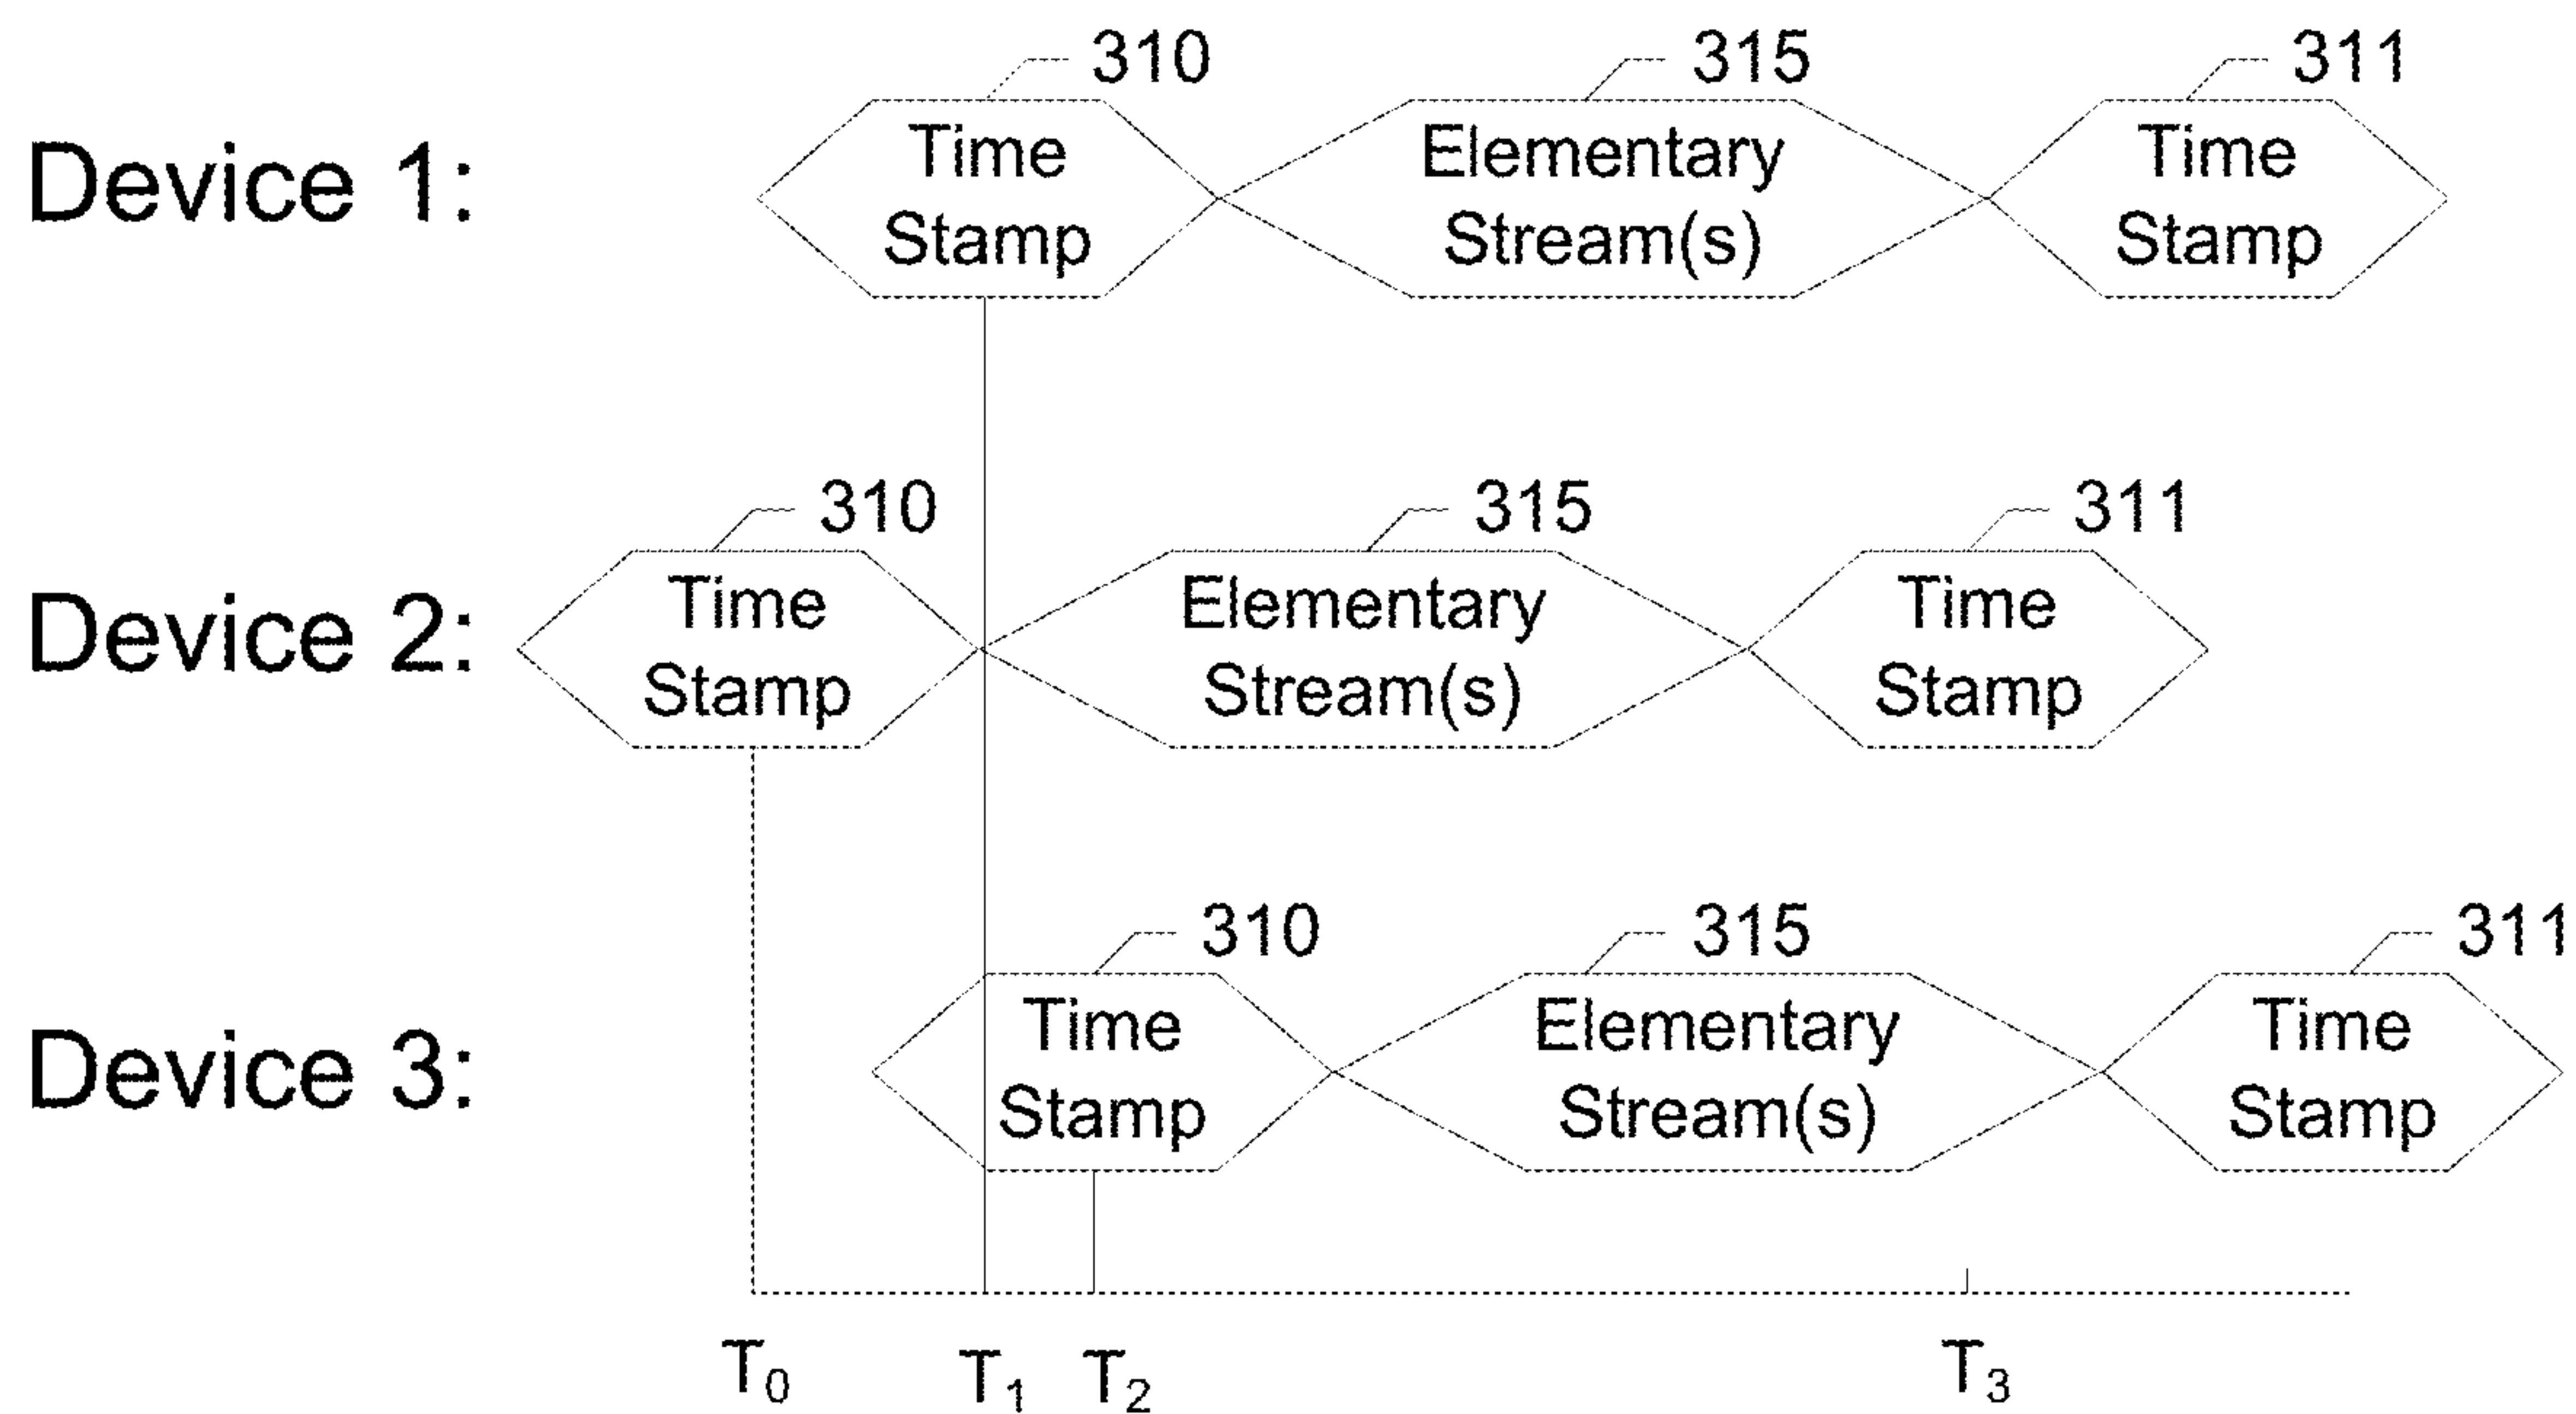 310 315 311
Device 1: Time Elementary Time
Stamp Stream(s) Stamp
310 315 311
Device 2: Time Elementary Time
Stamp Stream(s) Stamp
310 315 311
Device 3: Time Elementary Time
Stamp Stream(s) Stamp
T0 T1 T2 T3